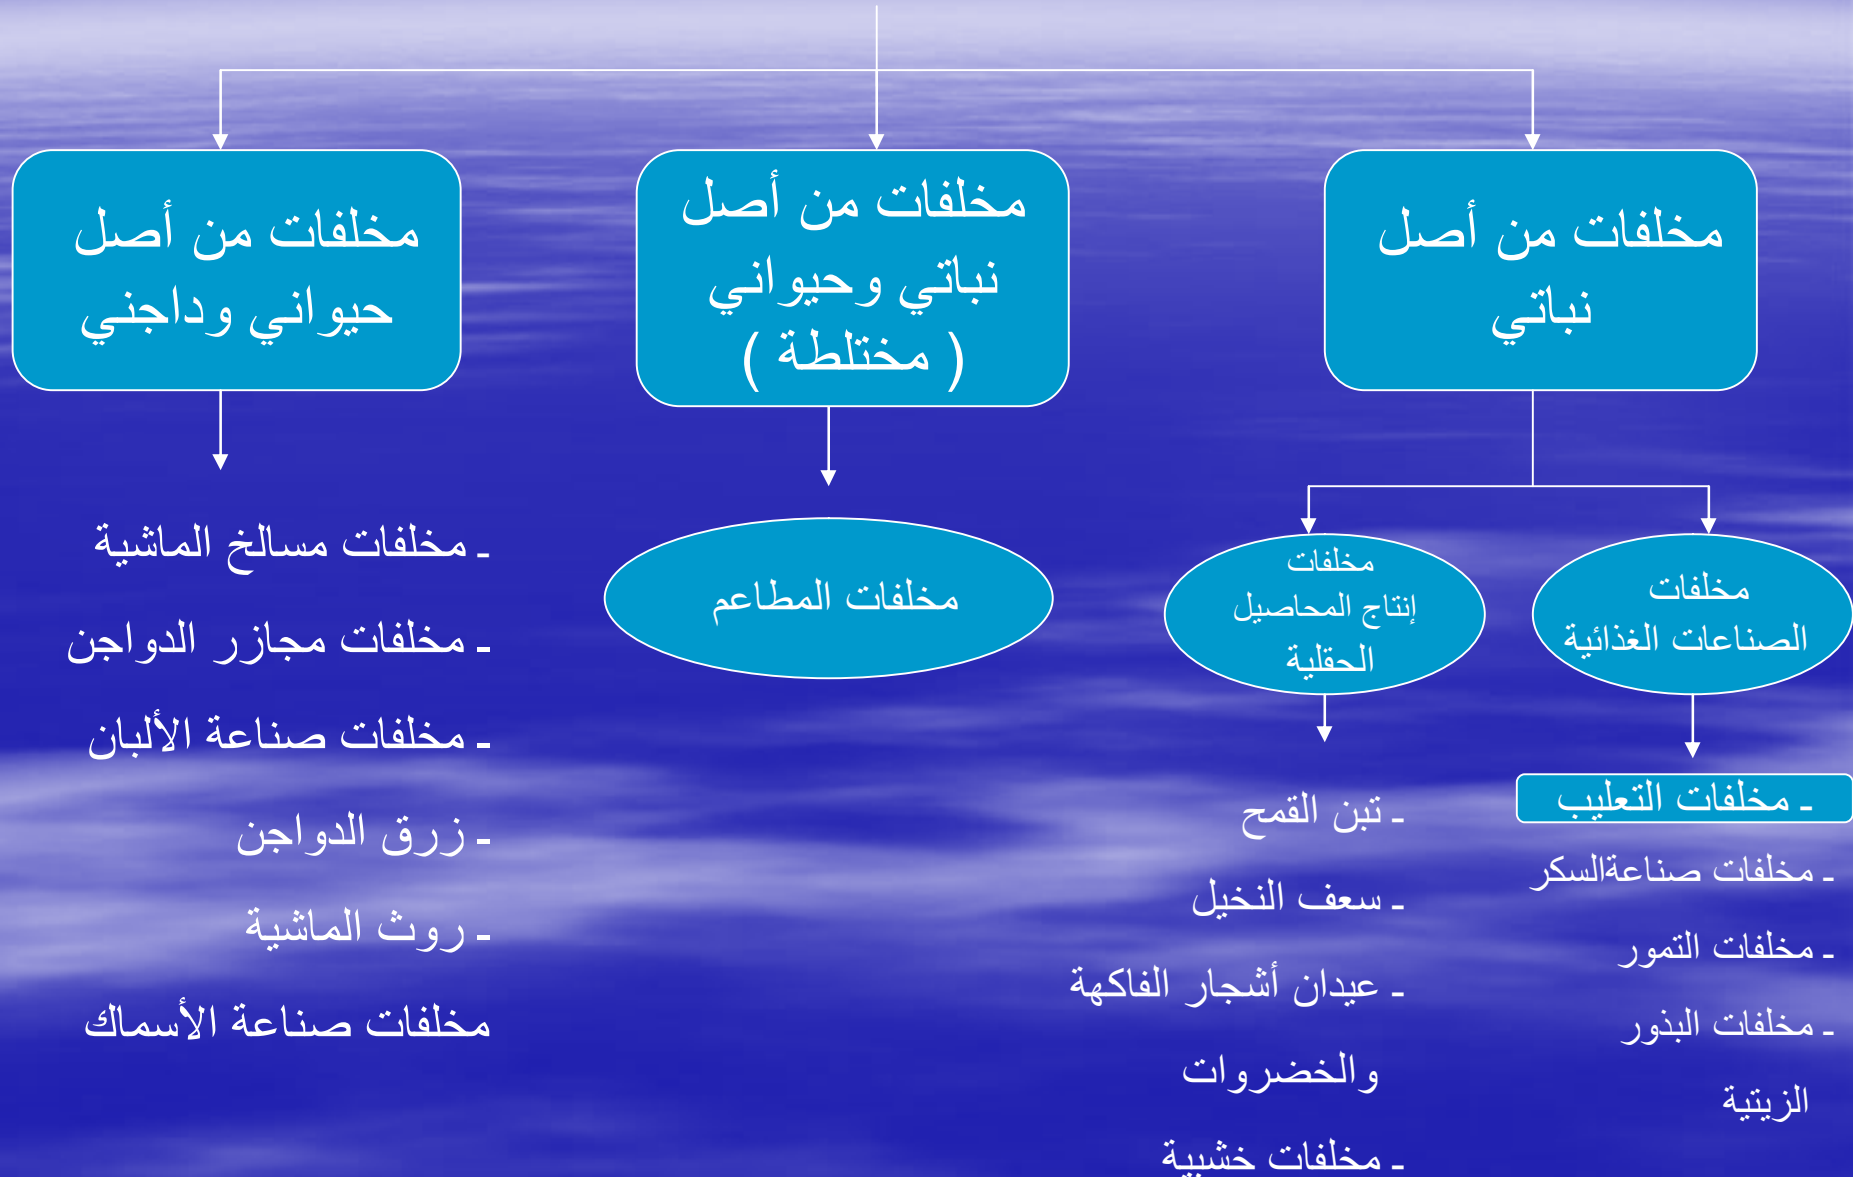 مخلفات من أصل
نباتي
مخلفات من أصل
نباتي وحيواني
( مختلطة )
مخلفات من أصل
حيواني وداجني
مخلفات
الصناعات الغذائية
ـ مخلفات التعليب
ـ مخلفات صناعةالسكر
ـ مخلفات التمور
ـ مخلفات البذور
الزيتية
مخلفات
إنتاج المحاصيل
الحقلية
ـ تبن القمح
ـ سعف النخيل
ـ عيدان أشجار الفاكهة
والخضروات
ـ مخلفات خشبية
مخلفات المطاعم
ـ مخلفات مسالخ الماشية
ـ مخلفات مجازر الدواجن
ـ مخلفات صناعة الألبان
ـ زرق الدواجن
ـ روث الماشية
مخلفات صناعة الأسماك